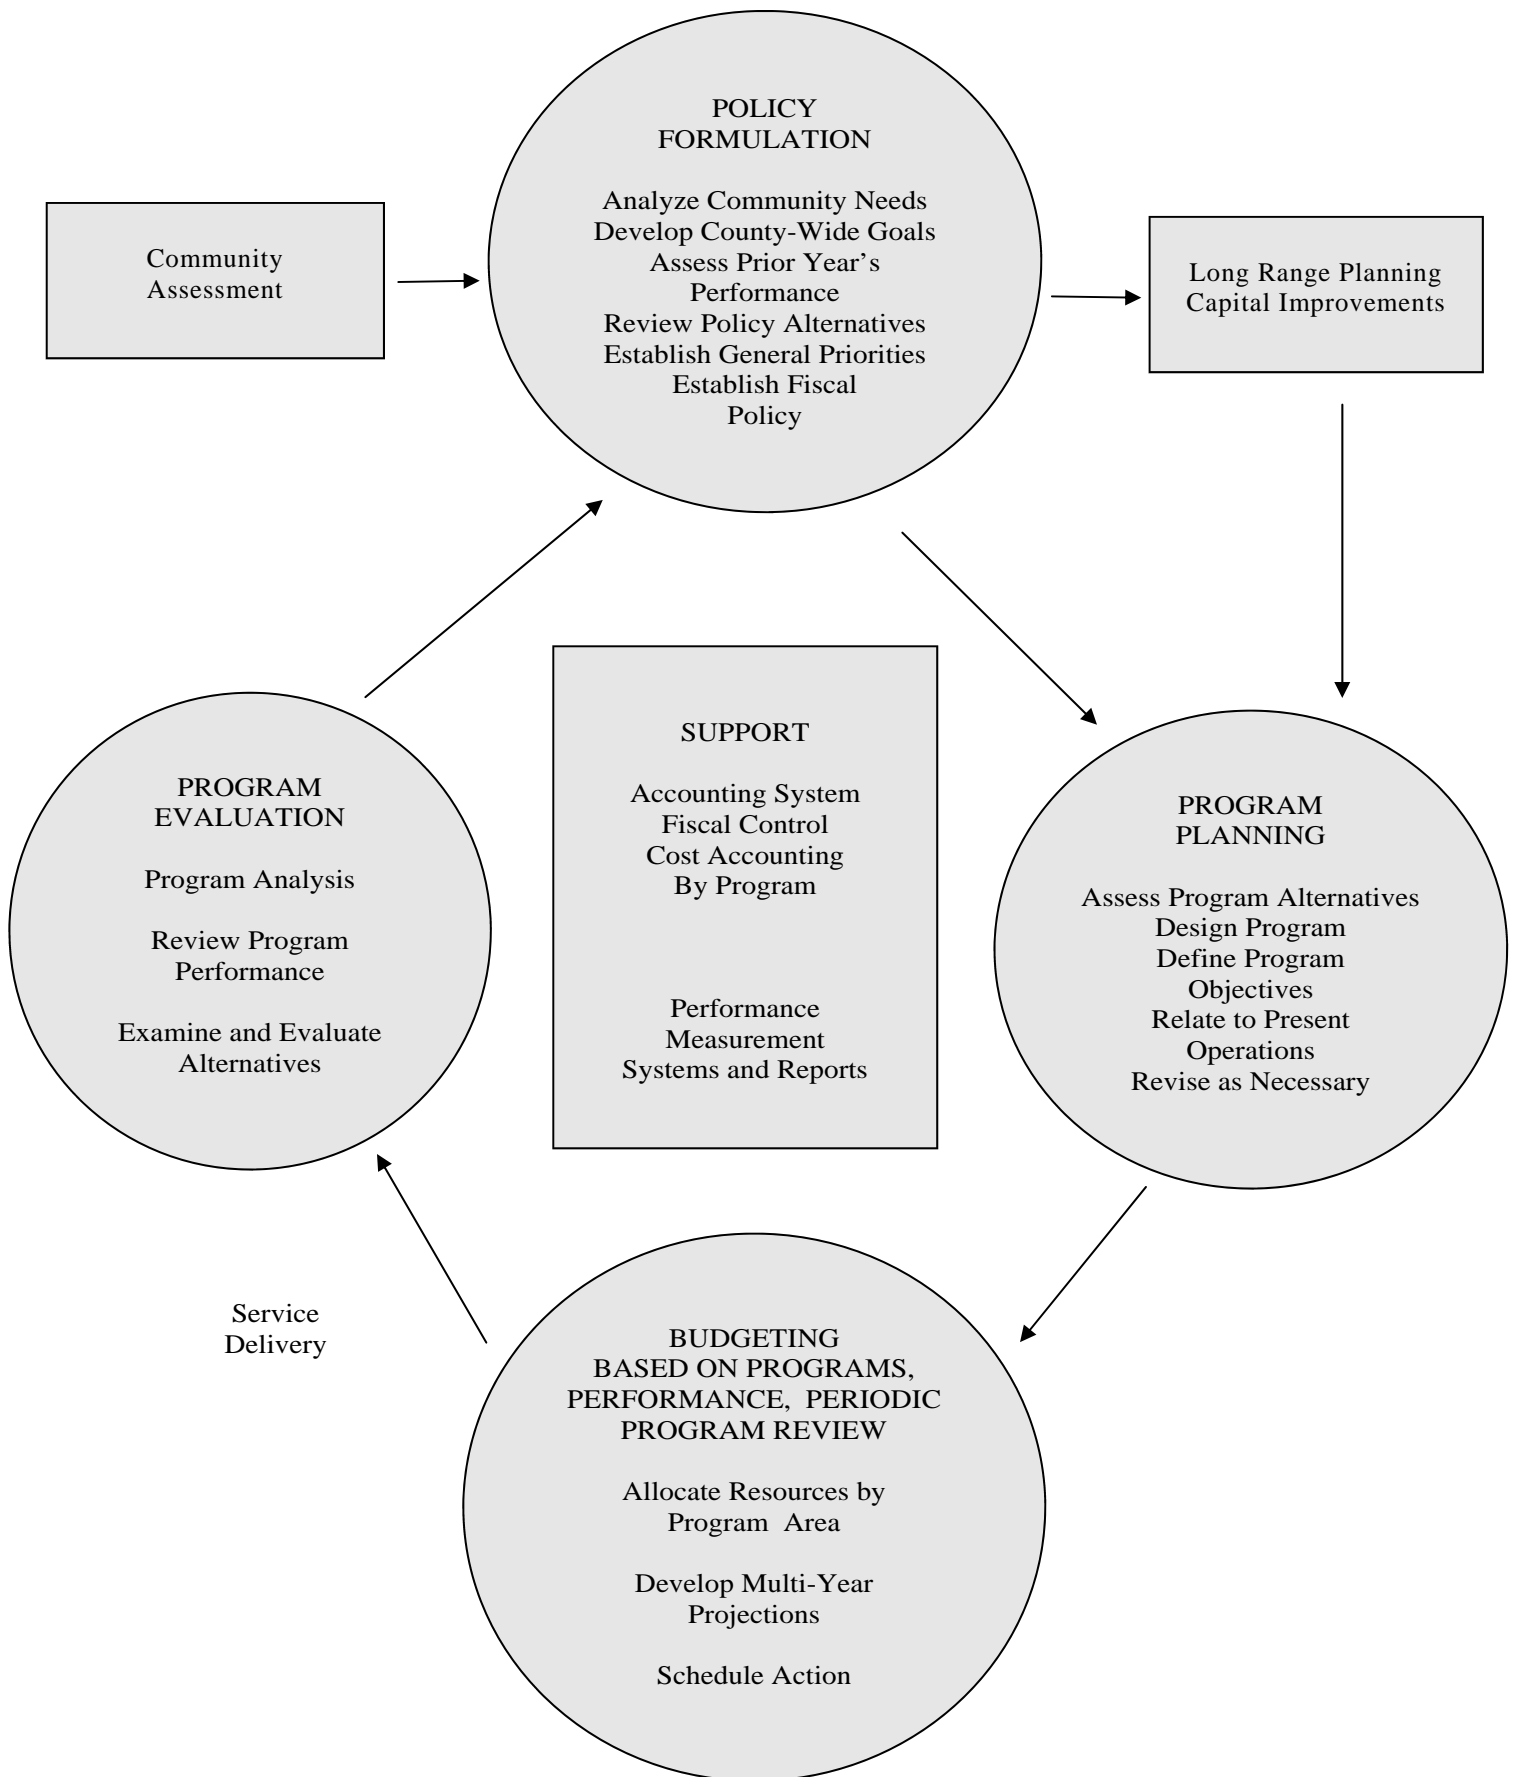 POLICY
FORMULATION
Analyze Community Needs
Develop County-Wide Goals
Assess Prior Year’s
Performance
Review Policy Alternatives
Establish General Priorities
Establish Fiscal
Policy
Community
Assessment
Long Range Planning
Capital Improvements
SUPPORT
Accounting System
Fiscal Control
Cost Accounting
By Program
Performance
Measurement
Systems and Reports
PROGRAM
EVALUATION
Program Analysis
Review Program
Performance
Examine and Evaluate
Alternatives
PROGRAM
PLANNING
Assess Program Alternatives
Design Program
Define Program
Objectives
Relate to Present
Operations
Revise as Necessary
Service
Delivery
BUDGETING
BASED ON PROGRAMS,
PERFORMANCE, PERIODIC
PROGRAM REVIEW
Allocate Resources by
Program Area
Develop Multi-Year
Projections
Schedule Action